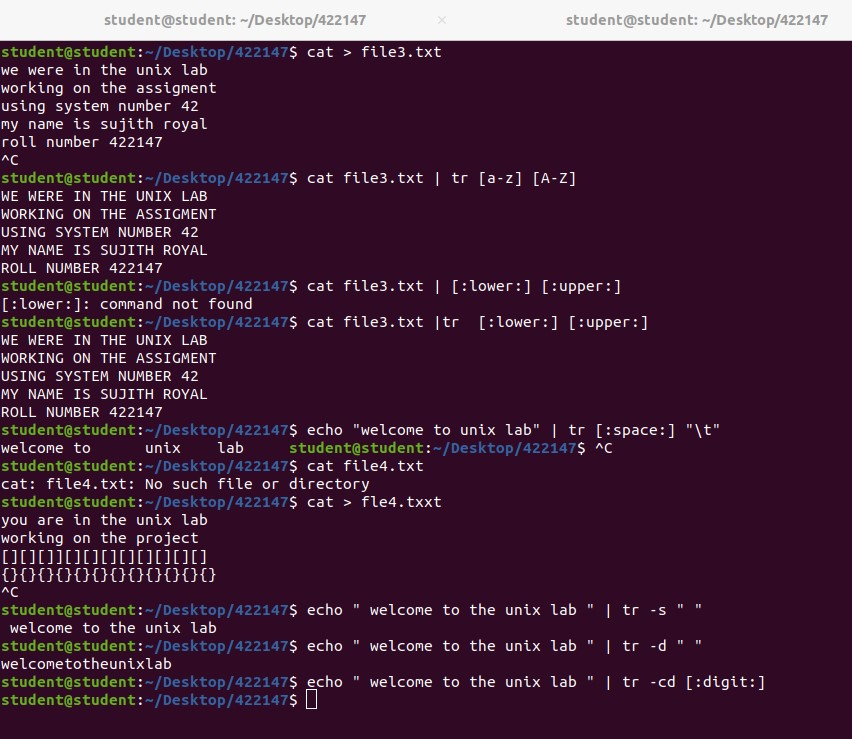 student@student: ~/Desktop/422147 × student@student: ~/Desktop/422147
student@student:~/Desktop/422147$ cat > file3.txt
we were in the unix lab
working on the assigment
using system number 42
my name is sujith royal
roll number 422147
^C
student@student:~/Desktop/422147$ cat file3.txt | tr [a-z] [A-Z]
WE WERE IN THE UNIX LAB
WORKING ON THE ASSIGMENT
USING SYSTEM NUMBER 42
MY NAME IS SUJITH ROYAL
ROLL NUMBER 422147
student@student:~/Desktop/422147$ cat file3.txt | [:lower:] [:upper:]
[:lower:]: command not found
student@student:~/Desktop/422147$ cat file3.txt |tr  [:lower:] [:upper:]
WE WERE IN THE UNIX LAB
WORKING ON THE ASSIGMENT
USING SYSTEM NUMBER 42
MY NAME IS SUJITH ROYAL
ROLL NUMBER 422147
student@student:~/Desktop/422147$ echo "welcome to unix lab" | tr [:space:] "\t"
welcome to      unix    lab     student@student:~/Desktop/422147$ ^C
student@student:~/Desktop/422147$ cat file4.txt
cat: file4.txt: No such file or directory
student@student:~/Desktop/422147$ cat > fle4.txxt
you are in the unix lab
working on the project
[][][]][][][][][][][][]
{}{}{}{}{}{}{}{}{}{}{}{}
^C
student@student:~/Desktop/422147$ echo " welcome to the unix lab " | tr -s " "
 welcome to the unix lab
student@student:~/Desktop/422147$ echo " welcome to the unix lab " | tr -d " "
welcometotheunixlab
student@student:~/Desktop/422147$ echo " welcome to the unix lab " | tr -cd [:digit:]
student@student:~/Desktop/422147$